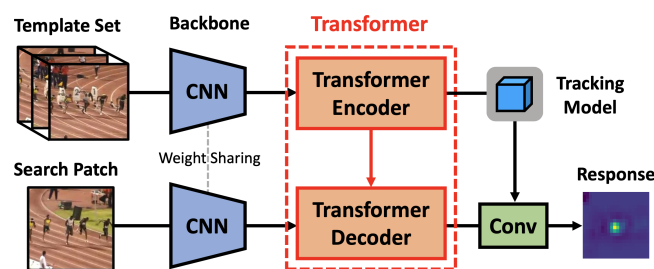 Template Set
Backbone
Transformer
CNN
Transformer
Encoder
Tracking
Model
Weight Sharing
Search Patch
CNN
Transformer
Decoder
Conv
Response